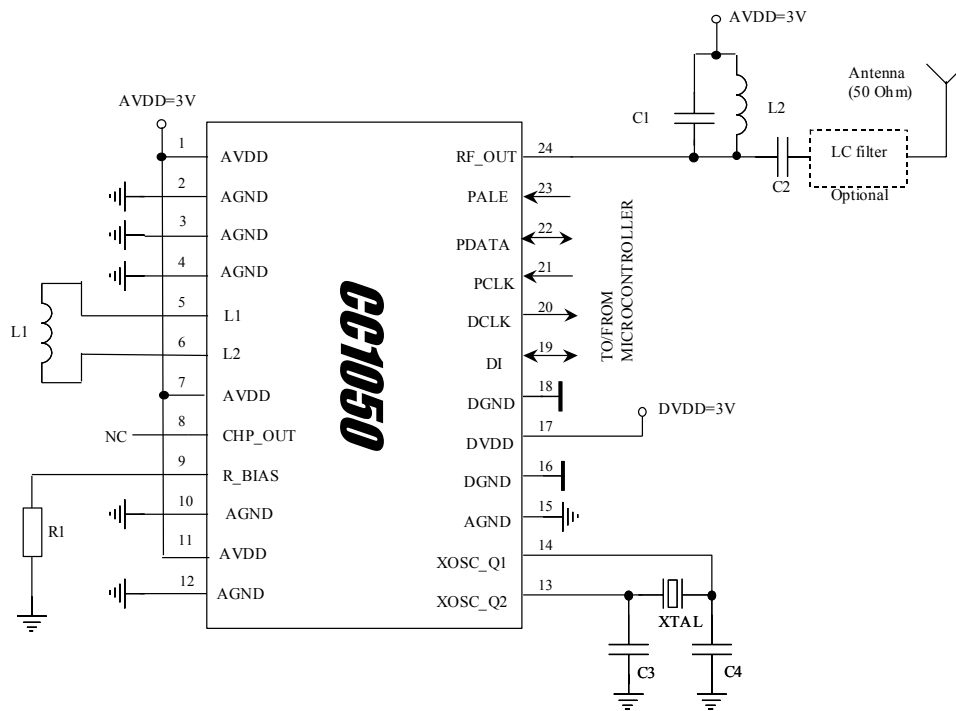 AVDD=3V
Antenna
(50 Ohm)
AVDD=3V
C1
L2
LC filter
Optional
C2
1
AVDD
RF_OUT
24
2
AGND
PALE
23
3
AGND
PDATA
22
4
AGND
PCLK
21
L1
5
L1
DCLK
20
6
L2
DI
19
TO/FROM
MICROCONTROLLER
7
AVDD
DGND
18
NC
8
CHP_OUT
DVDD
17
DVDD=3V
9
R_BIAS
DGND
16
R1
10
AGND
AGND
15
11
AVDD
XOSC_Q1
14
12
AGND
XOSC_Q2
13
CC1050
XTAL
C3
C4